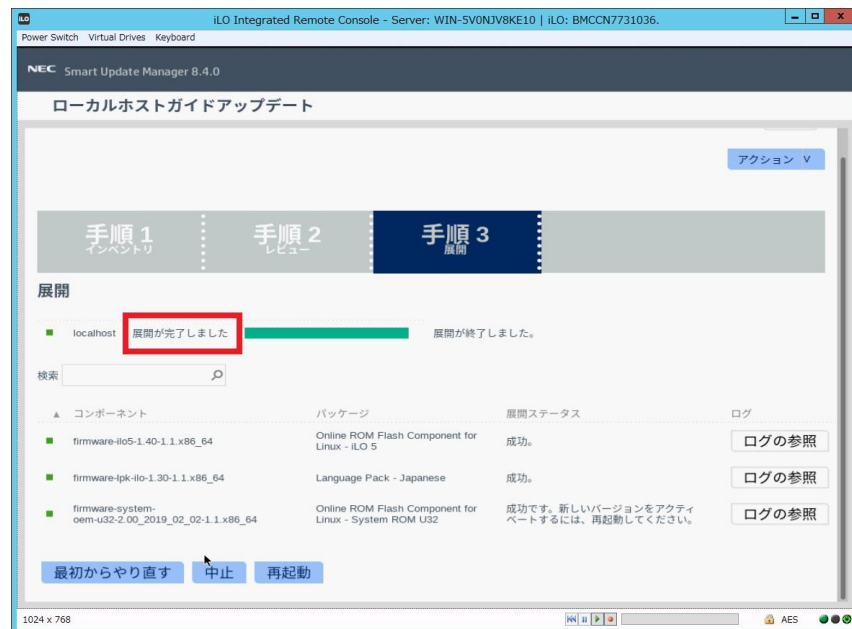 iLO Integrated Remote Console - Server: WIN-5V0NJV8KE10 | iLO: BMCCN7731036.
Power Switch Virtual Drives Keyboard
NEC Smart Update Manager 8.4.0
ローカルホストガイドアップデート
アクション
手順 1
インベントリ
手順 2
レビュー
手順 3
展開
展開
localhost 展開が完了しました 展開が終了しました。
検索
コンポーネント パッケージ 展開ステータス ログ
firmware-ilo5-1.40-1.1.x86_64 Online ROM Flash Component for
Linux - iLO 5 成功。 ログの参照
firmware-lpk-ilo-1.30-1.1.x86_64 Language Pack - Japanese 成功。 ログの参照
firmware-system-
oem-u32-2.00_2019_02_02-1.1.x86_64 Online ROM Flash Component for
Linux - System ROM U32 成功です。新しいバージョンをアクティ
ベートするには、再起動してください。 ログの参照
最初からやり直す 中止 再起動
1024 x 768 AES